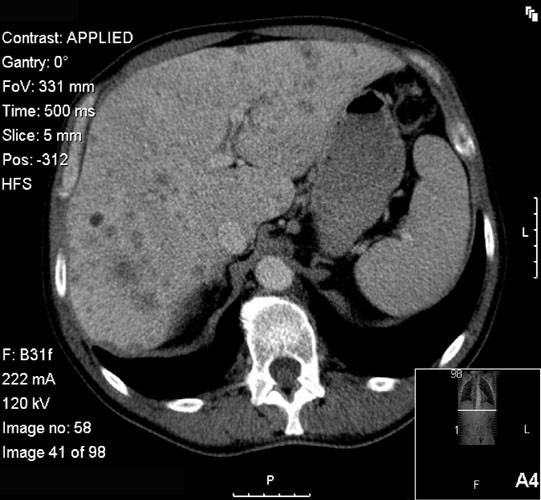 Contrast: APPLIED
Gantry: 0°
FoV: 331 mm
Time: 500 ms
Slice: 5 mm
Pos: -312
HFS
L
F: B31f
222 mA
120 kV
Image no: 58
Image 41 of 98
P
98
1
L
F
A4